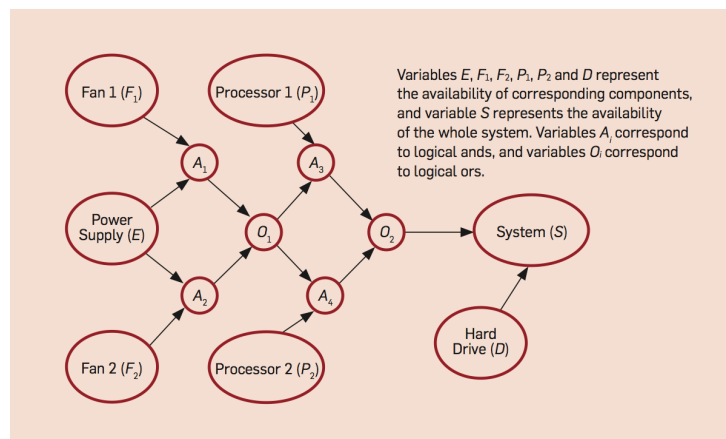 Fan 1 (F₁)
Processor 1 (P₁)
Variables E, F₁, F₂, P₁, P₂ and D represent
the availability of corresponding components,
and variable S represents the availability
of the whole system. Variables Aᵢ correspond
to logical ands, and variables Oᵢ correspond
to logical ors.
A₁
A₃
Power
Supply (E)
O₁
O₂
System (S)
A₂
A₄
Hard
Drive (D)
Fan 2 (F₂)
Processor 2 (P₂)